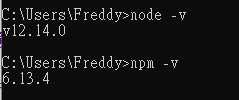 C:\Users\Freddy>node -v
v12.14.0
C:\Users\Freddy>npm -v
6.13.4